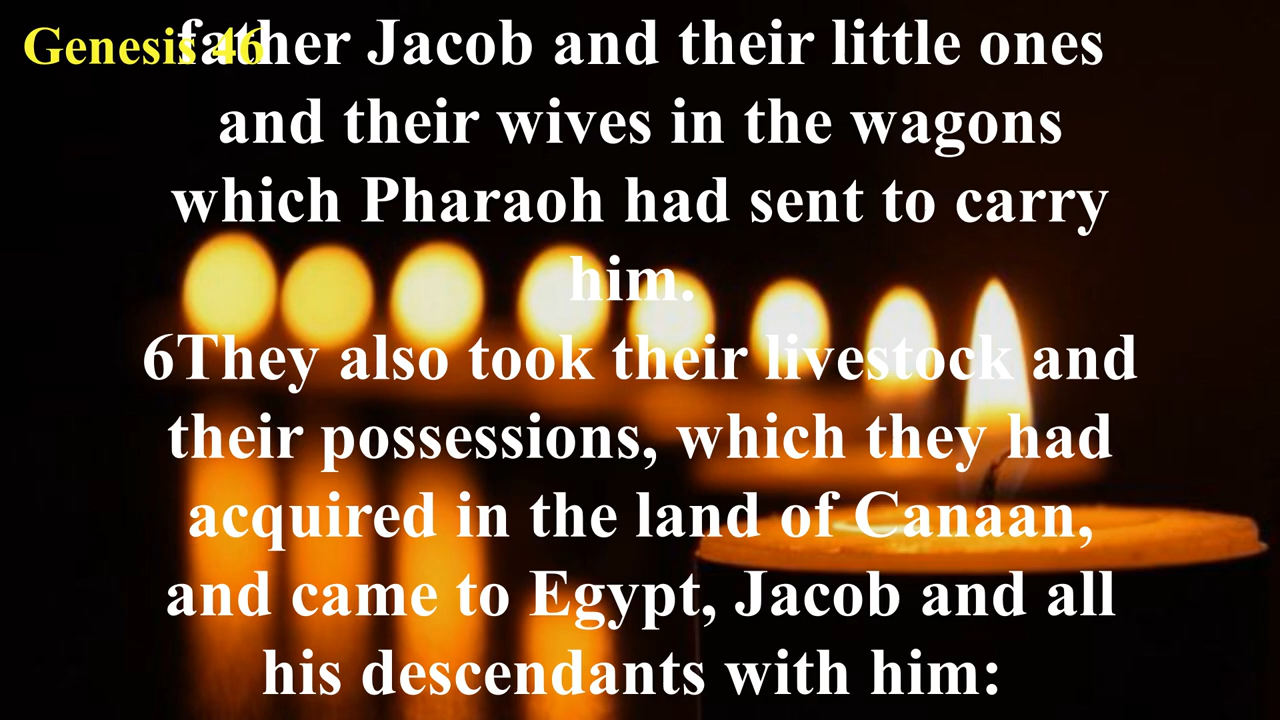 Genesis 46
father Jacob and their little ones
and their wives in the wagons
which Pharaoh had sent to carry
him.
6They also took their livestock and
their possessions, which they had
acquired in the land of Canaan,
and came to Egypt, Jacob and all
his descendants with him: